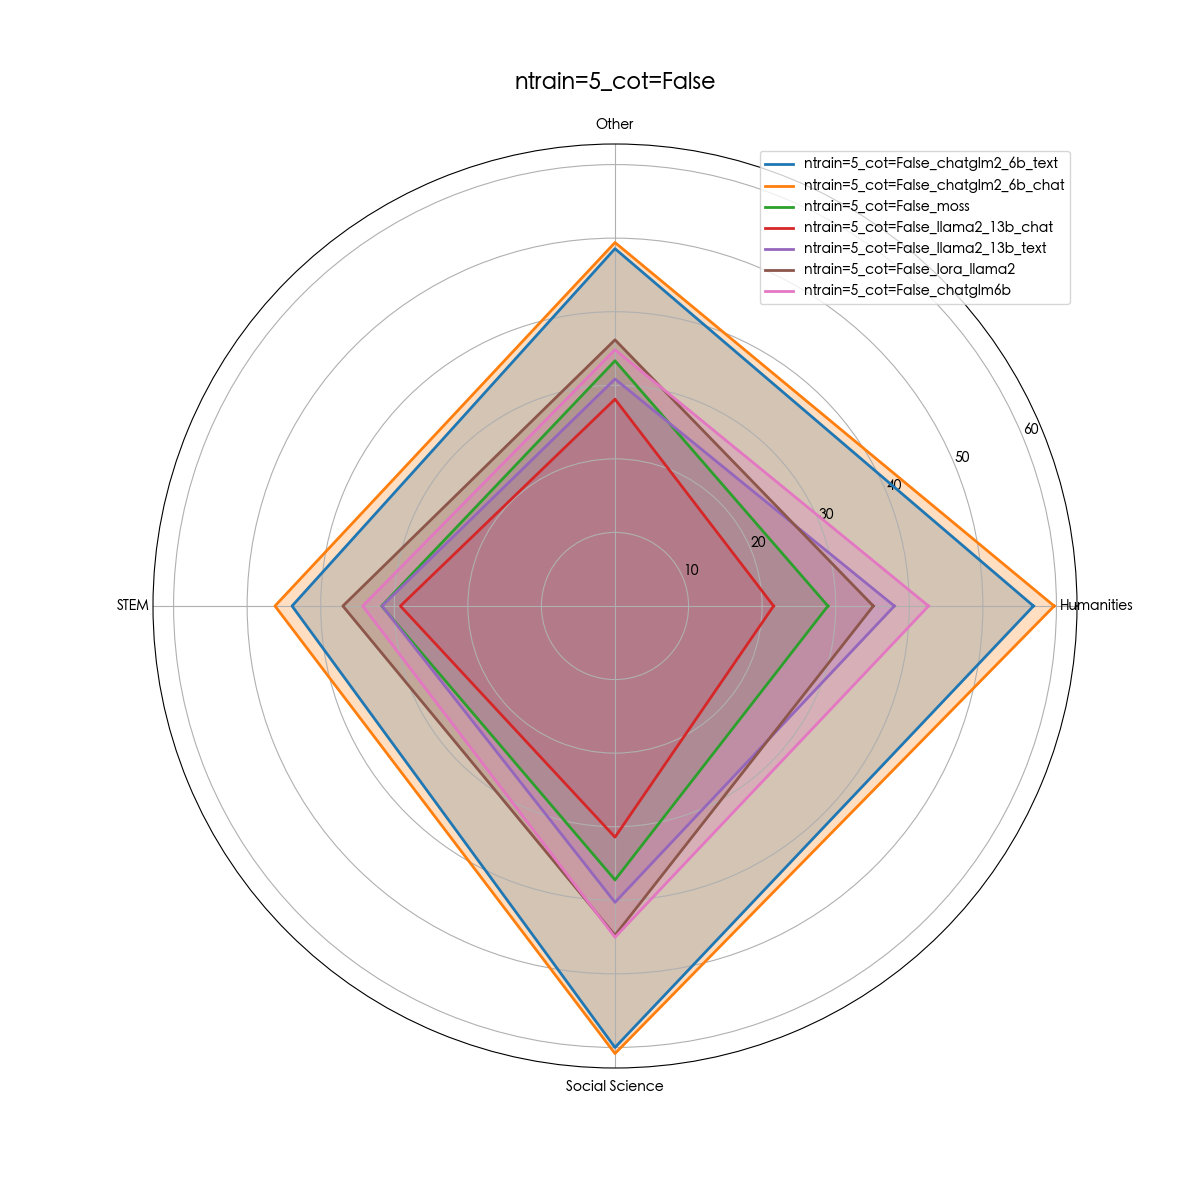 ntrain=5_cot=False
Other
ntrain=5_cot=False_chatglm2_6b_text
ntrain=5_cot=False_chatglm2_6b_chat
ntrain=5_cot=False_moss
ntrain=5_cot=False_llama2_13b_chat
ntrain=5_cot=False_llama2_13b_text
ntrain=5_cot=False_lora_llama2
ntrain=5_cot=False_chatglm6b
60
50
40
30
20
10
STEM
Humanities
Social Science